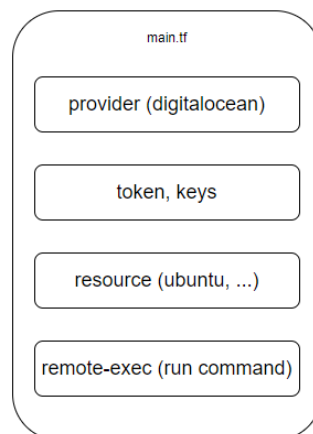 main.tf
provider (digitalocean)
token, keys
resource (ubuntu, ...)
remote-exec (run command)